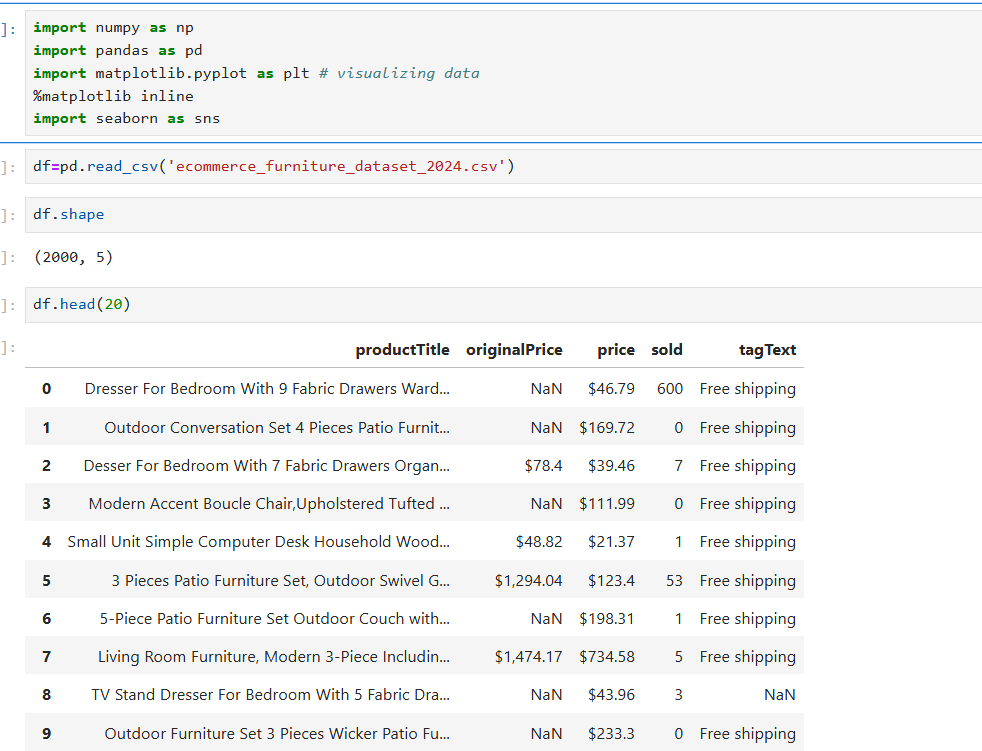 ]:
import numpy as np
import pandas as pd
import matplotlib.pyplot as plt # visualizing data
%matplotlib inline
import seaborn as sns
]: df=pd.read_csv('ecommerce_furniture_dataset_2024.csv')
]: df.shape
]: (2000, 5)
]: df.head(20)
]: productTitle originalPrice price sold tagText
0 Dresser For Bedroom With 9 Fabric Drawers Ward... NaN $46.79 600 Free shipping
1 Outdoor Conversation Set 4 Pieces Patio Furnit... NaN $169.72 0 Free shipping
2 Desser For Bedroom With 7 Fabric Drawers Organ... $78.4 $39.46 7 Free shipping
3 Modern Accent Boucle Chair,Upholstered Tufted ... NaN $111.99 0 Free shipping
4 Small Unit Simple Computer Desk Household Wood... $48.82 $21.37 1 Free shipping
5 3 Pieces Patio Furniture Set, Outdoor Swivel G... $1,294.04 $123.4 53 Free shipping
6 5-Piece Patio Furniture Set Outdoor Couch with... NaN $198.31 1 Free shipping
7 Living Room Furniture, Modern 3-Piece Includin... $1,474.17 $734.58 5 Free shipping
8 TV Stand Dresser For Bedroom With 5 Fabric Dra... NaN $43.96 3 NaN
9 Outdoor Furniture Set 3 Pieces Wicker Patio Fu... NaN $233.3 0 Free shipping